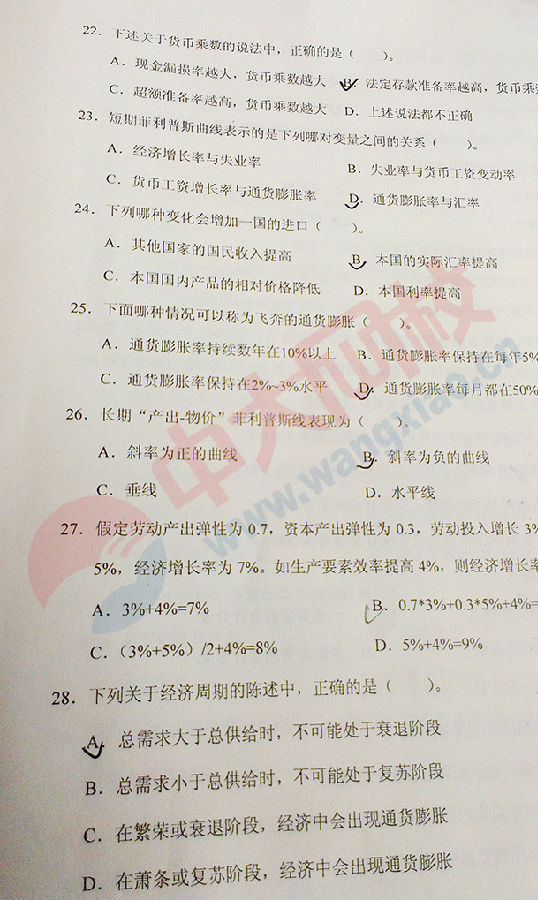 22．下述关于货币乘数的说法中，正确的是（　　）。
A．现金漏损率越大，货币乘数越大　B．法定存款准备率越高，货币乘
C．超额准备率越高，货币乘数越大　D．上述说法都不正确
23．短期菲利普斯曲线表示的是下列哪对变量之间的关系（　　）。
A．经济增长率与失业率　B．失业率与货币工资变动率
C．货币工资增长率与通货膨胀率　D．通货膨胀率与汇率
24．下列哪种变化会增加一国的进口（　　）。
A．其他国家的国民收入提高　B．本国的实际汇率提高
C．本国国内产品的相对价格降低　D．本国利率提高
25．下面哪种情况可以称为飞奔的通货膨胀（　　）。
A．通货膨胀率持续数年在10%以上　B．通货膨胀率保持在每年5%
C．通货膨胀率保持在2%~3%水平　D．通货膨胀率每月都在50%
26．长期“产出-物价”菲利普斯线表现为（　　）。
A．斜率为正的曲线　B．斜率为负的曲线
C．垂线　D．水平线
27．假定劳动产出弹性为 0.7，资本产出弹性为 0.3，劳动投入增长 3%
5%，经济增长率为 7%。如生产要素效率提高 4%，则经济增长率
A．3%+4%=7%　B．0.7*3%+0.3*5%+4%=
C．（3%+5%）/2+4%=8%　D．5%+4%=9%
28．下列关于经济周期的陈述中，正确的是（　　）。
A．总需求大于总供给时，不可能处于衰退阶段
B．总需求小于总供给时，不可能处于复苏阶段
C．在繁荣或衰退阶段，经济中会出现通货膨胀
D．在萧条或复苏阶段，经济中会出现通货膨胀
中大网校
www.wangxiao.cn